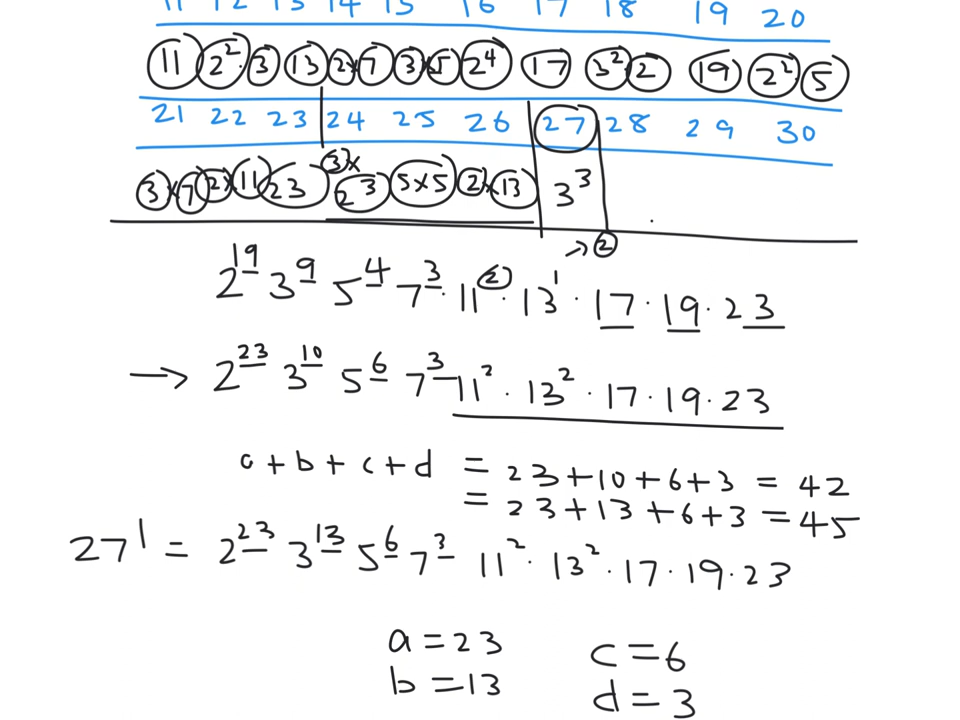 11 12 13 14 15 16 17 18 19 20
11 2² · 3 13 2×7 3×5 2⁴ 17 3² 2 19 2² · 5
21 22 23 24 25 26 27 28 29 30
3×7 2×11 23 3× 2³ 5×5 2×13 3³
→ 2
2¹⁹ 3⁹ 5⁴ 7³ · 11² · 13¹ · 17 · 19 · 23
→ 2²³ 3¹⁰ 5⁶ 7³ 11² · 13² · 17 · 19 · 23
a + b + c + d = 23+10+6+3 = 42
= 23+13+6+3 = 45
27! = 2²³ 3¹³ 5⁶ 7³ 11² · 13² · 17 · 19 · 23
a = 23 c = 6
b = 13 d = 3